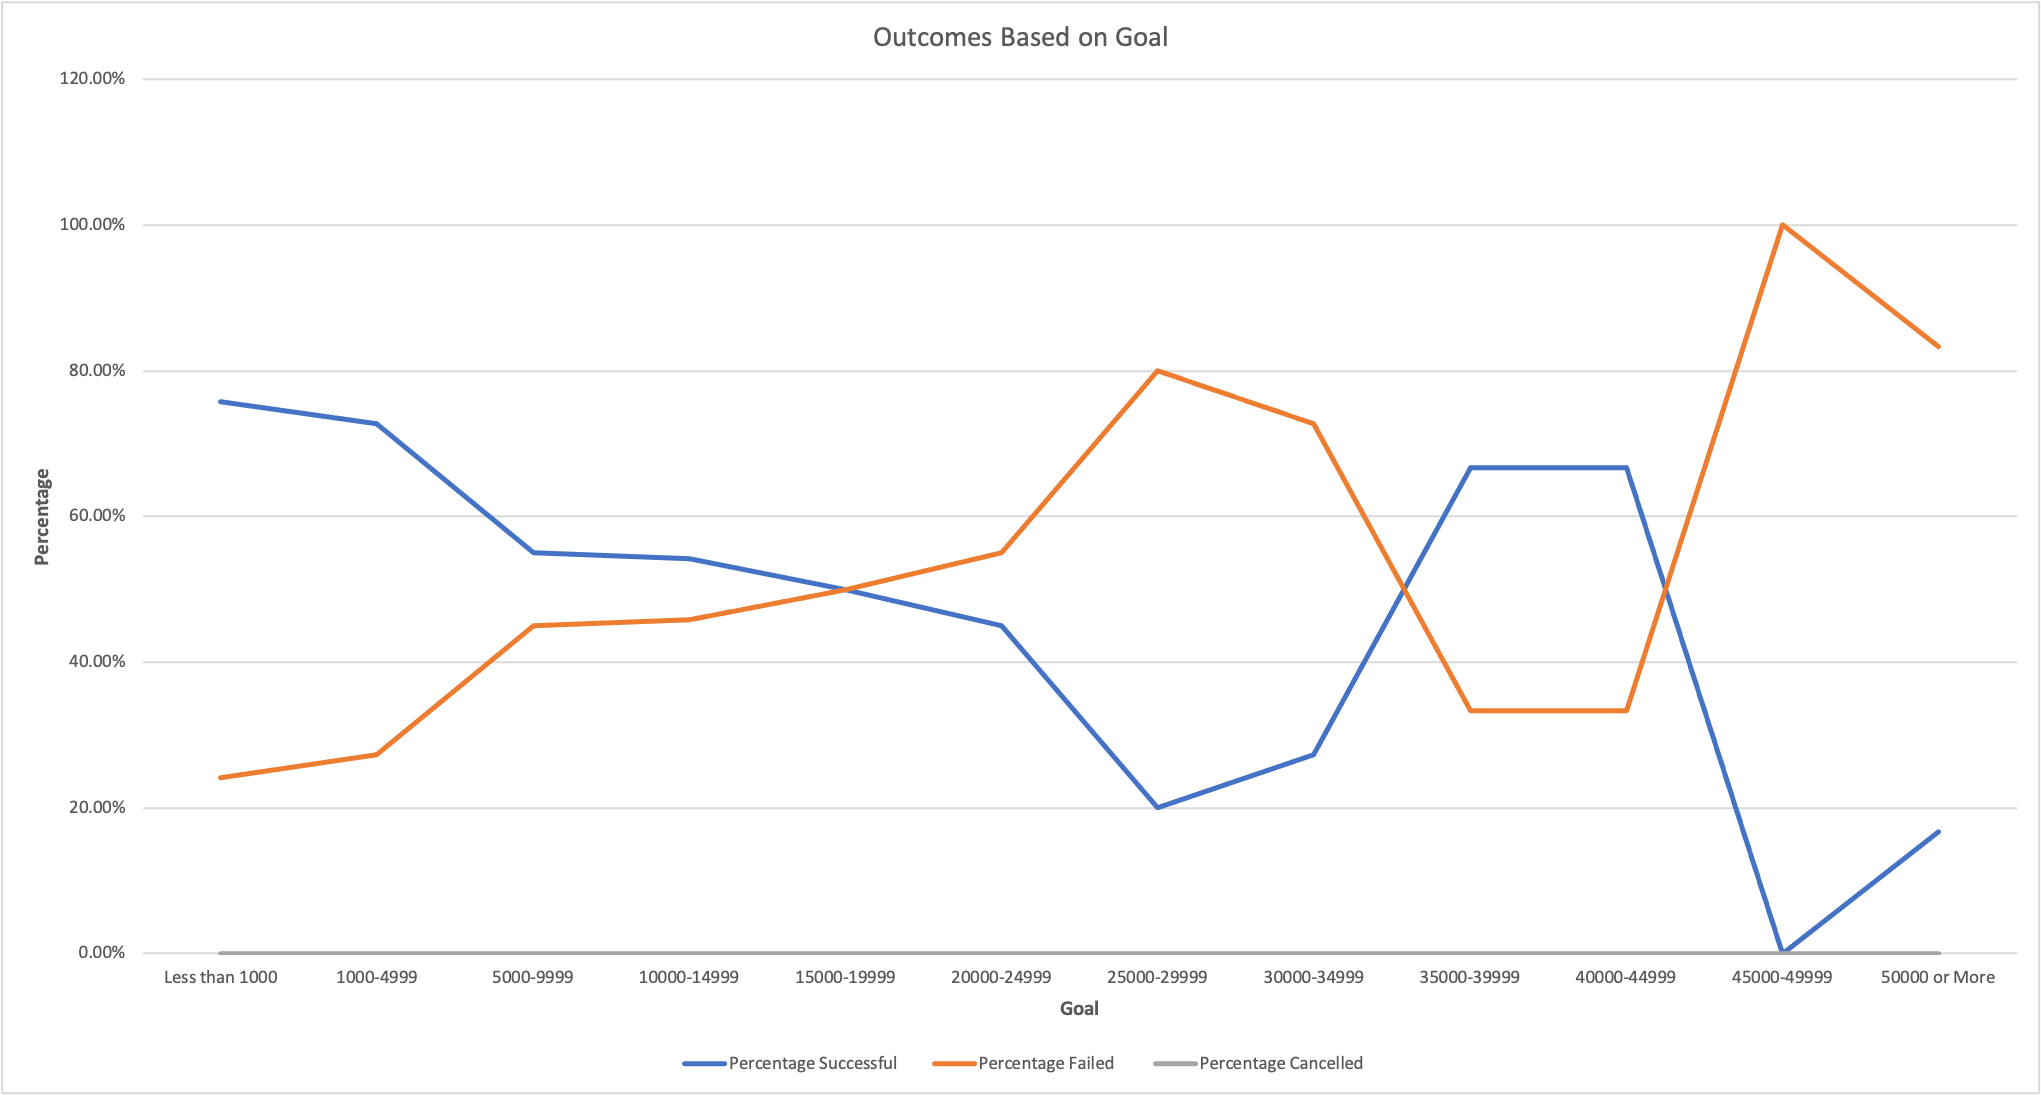 Outcomes Based on Goal
120.00%
100.00%
80.00%
60.00%
40.00%
20.00%
0.00%
Percentage
Less than 1000 1000-4999 5000-9999 10000-14999 15000-19999 20000-24999 25000-29999 30000-34999 35000-39999 40000-44999 45000-49999 50000 or More
Goal
Percentage Successful Percentage Failed Percentage Cancelled